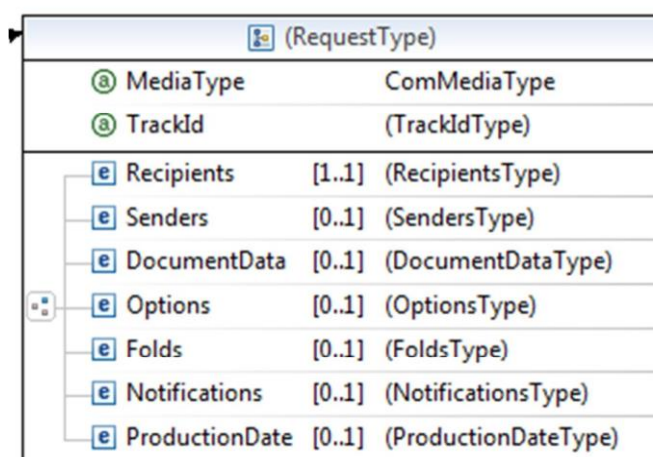 (RequestType)
a MediaType ComMediaType
a TrackId (TrackIdType)
e Recipients [1..1] (RecipientsType)
e Senders [0..1] (SendersType)
e DocumentData [0..1] (DocumentDataType)
e Options [0..1] (OptionsType)
e Folds [0..1] (FoldsType)
e Notifications [0..1] (NotificationsType)
e ProductionDate [0..1] (ProductionDateType)